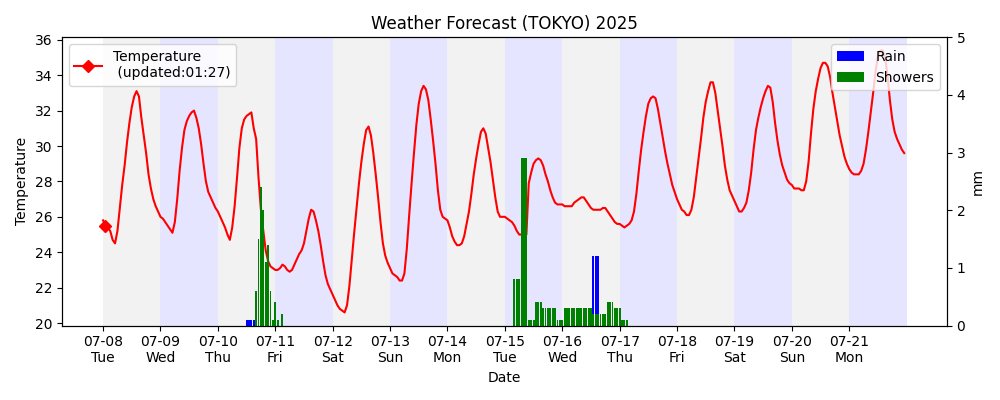 Weather Forecast (TOKYO) 2025
Temperature
(updated:01:27)
Rain
Showers
Temperature
36
34
32
30
28
26
24
22
20
mm
5
4
3
2
1
0
07-08 07-09 07-10 07-11 07-12 07-13 07-14 07-15 07-16 07-17 07-18 07-19 07-20 07-21
Tue Wed Thu Fri Sat Sun Mon Tue Wed Thu Fri Sat Sun Mon
Date